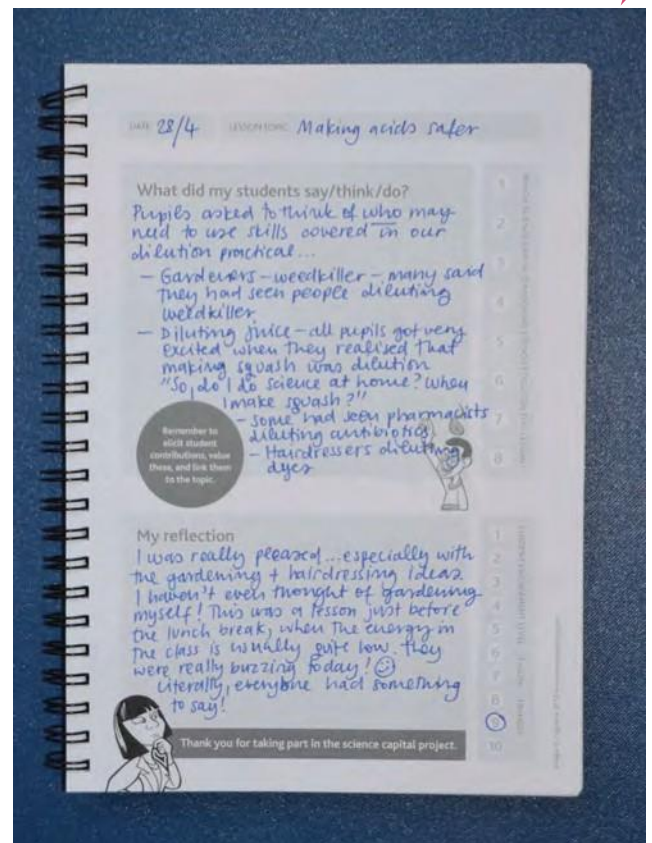 DATE 28/4 LESSON TOPIC Making acids safer
What did my students say/think/do?
Pupils asked to think of who may
need to use skills covered in our
dilution practical...
– Gardeners – weedkiller – many said
they had seen people diluting
weedkiller
– Diluting juice – all pupils got very
excited when they realised that
making squash was dilution
"So, do I do science at home? When
I make squash?"
– Some had seen pharmacists
diluting antibiotics
– Hairdressers diluting
dyes
Remember to
elicit student
contributions, value
these, and link them
to the topic.
1
2
3
4
5
6
7
8
My reflection
I was really pleased... especially with
the gardening + hairdressing ideas.
I haven't even thought of gardening
myself! This was a lesson just before
the lunch break, when the energy in
the class is usually quite low. They
were really buzzing today! ☺
Literally, everyone had something
to say!
1
2
3
4
5
6
7
8
9
10
Thank you for taking part in the science capital project.